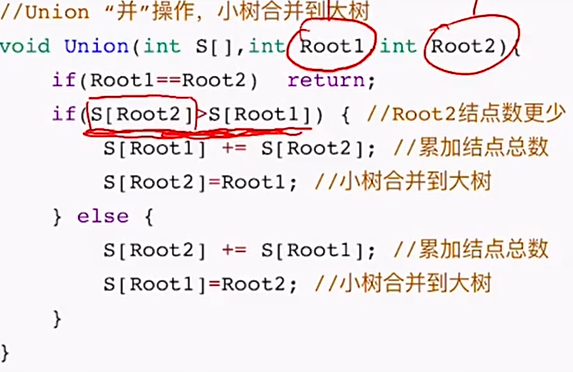 //Union “并”操作，小树合并到大树
void Union(int S[],int Root1,int Root2){
    if(Root1==Root2)  return;
    if(S[Root2]>S[Root1]) { //Root2结点数更少
        S[Root1] += S[Root2]; //累加结点总数
        S[Root2]=Root1; //小树合并到大树
    } else {
        S[Root2] += S[Root1]; //累加结点总数
        S[Root1]=Root2; //小树合并到大树
    }
}